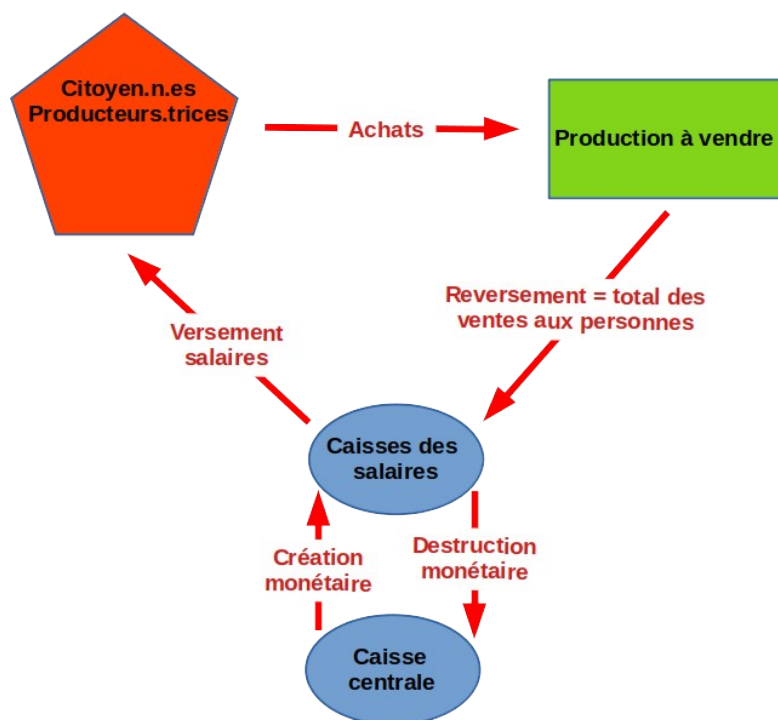 Citoyen.n.es
Producteurs.trices
Achats
Production à vendre
Reversement = total des
ventes aux personnes
Versement
salaires
Caisses des
salaires
Création
monétaire
Destruction
monétaire
Caisse
centrale